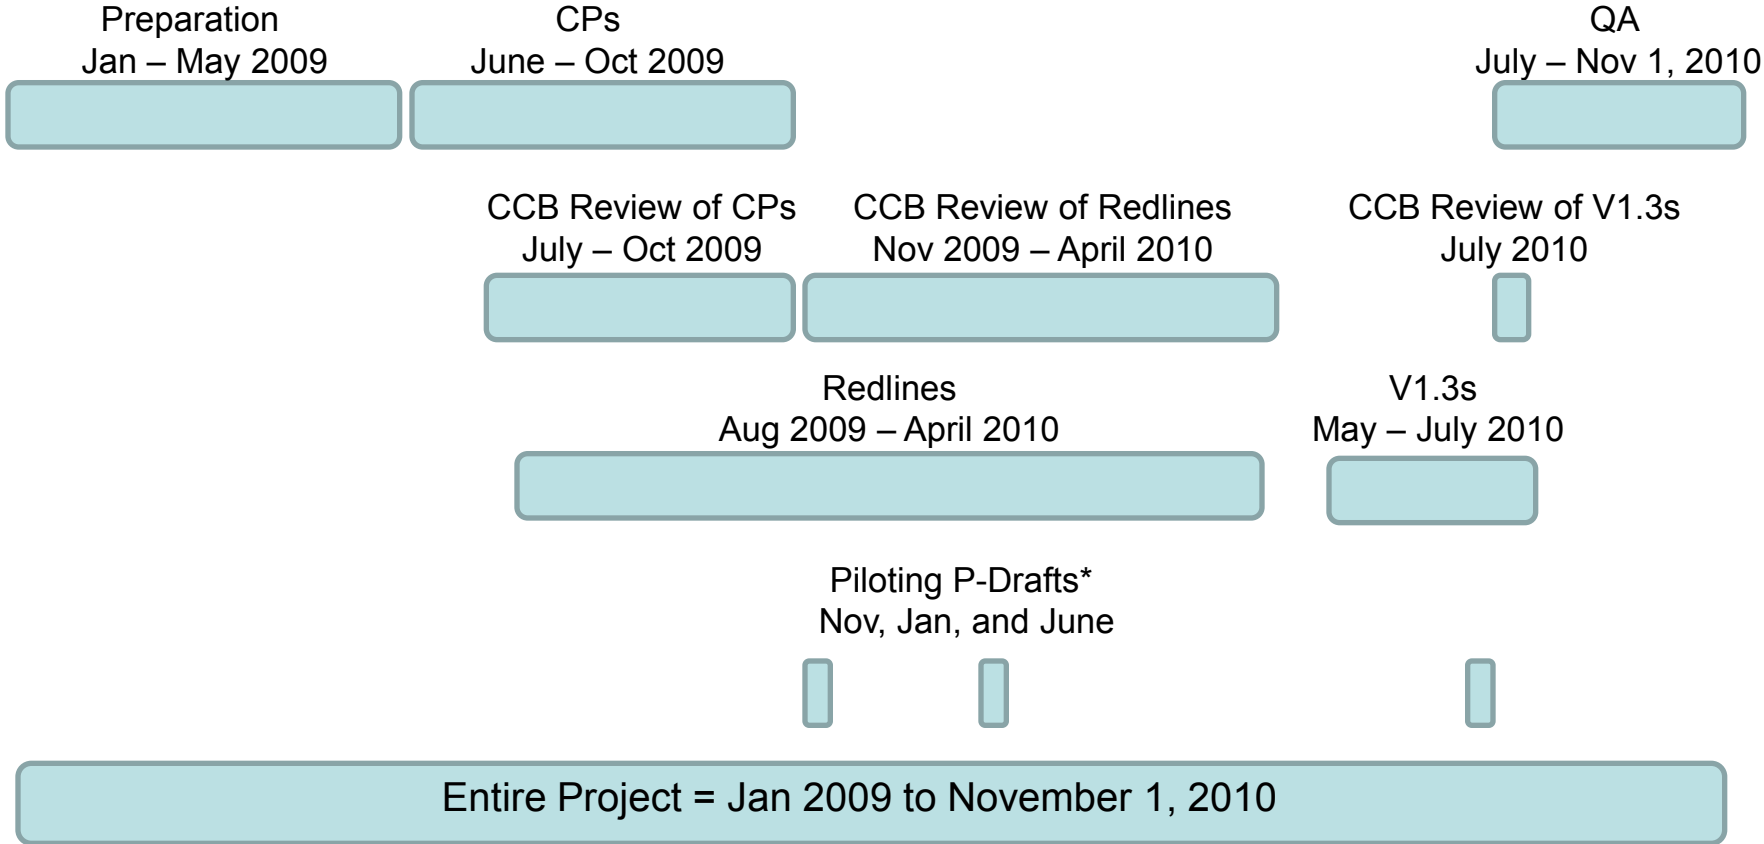 Preparation
Jan – May 2009
CPs
June – Oct 2009
QA
July – Nov 1, 2010
CCB Review of CPs
July – Oct 2009
CCB Review of Redlines
Nov 2009 – April 2010
CCB Review of V1.3s
July 2010
Redlines
Aug 2009 – April 2010
V1.3s
May – July 2010
Piloting P-Drafts*
Nov, Jan, and June
Entire Project = Jan 2009 to November 1, 2010